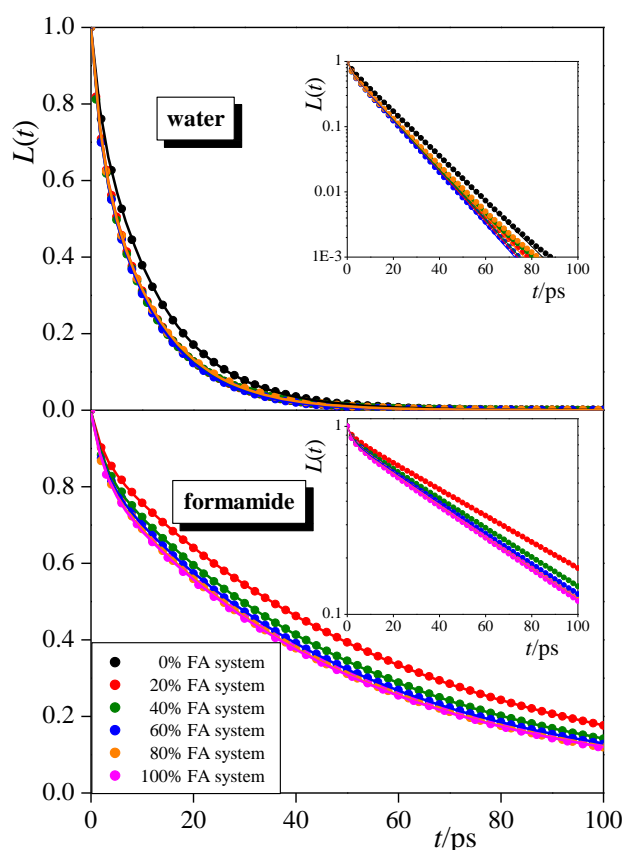 1.0
0.8
0.6
0.4
0.2
0.0
L(t)
water
1
0.1
0.01
1E-3
L(t)
0 20 40 60 80 100
t/ps
0.8
0.6
0.4
0.2
0.0
L(t)
formamide
1
0.1
L(t)
0 20 40 60 80 100
t/ps
0% FA system
20% FA system
40% FA system
60% FA system
80% FA system
100% FA system
0 20 40 60 80 100
t/ps